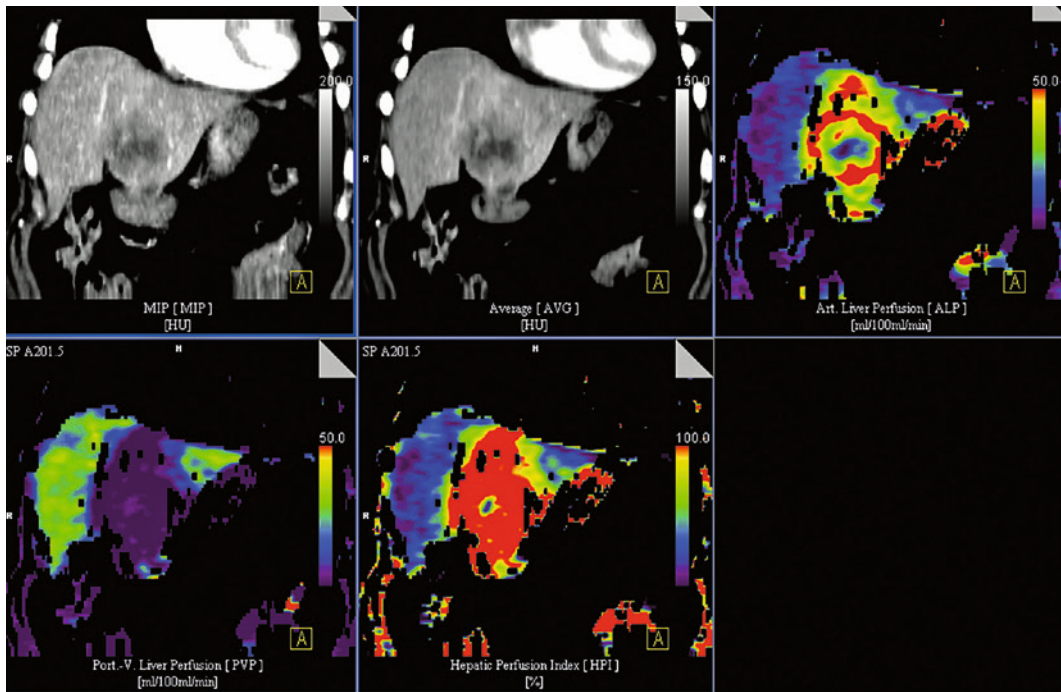 200.0
R
A
MIP [ MIP ]
[HU]
150.0
R
A
Average [ AVG ]
[HU]
50.0
R
A
Art. Liver Perfusion [ ALP ]
[ml/100ml/min]
SP A201.5
H
50.0
R
A
Port.-V. Liver Perfusion [ PVP ]
[ml/100ml/min]
SP A201.5
H
100.0
R
A
Hepatic Perfusion Index [ HPI ]
[%]